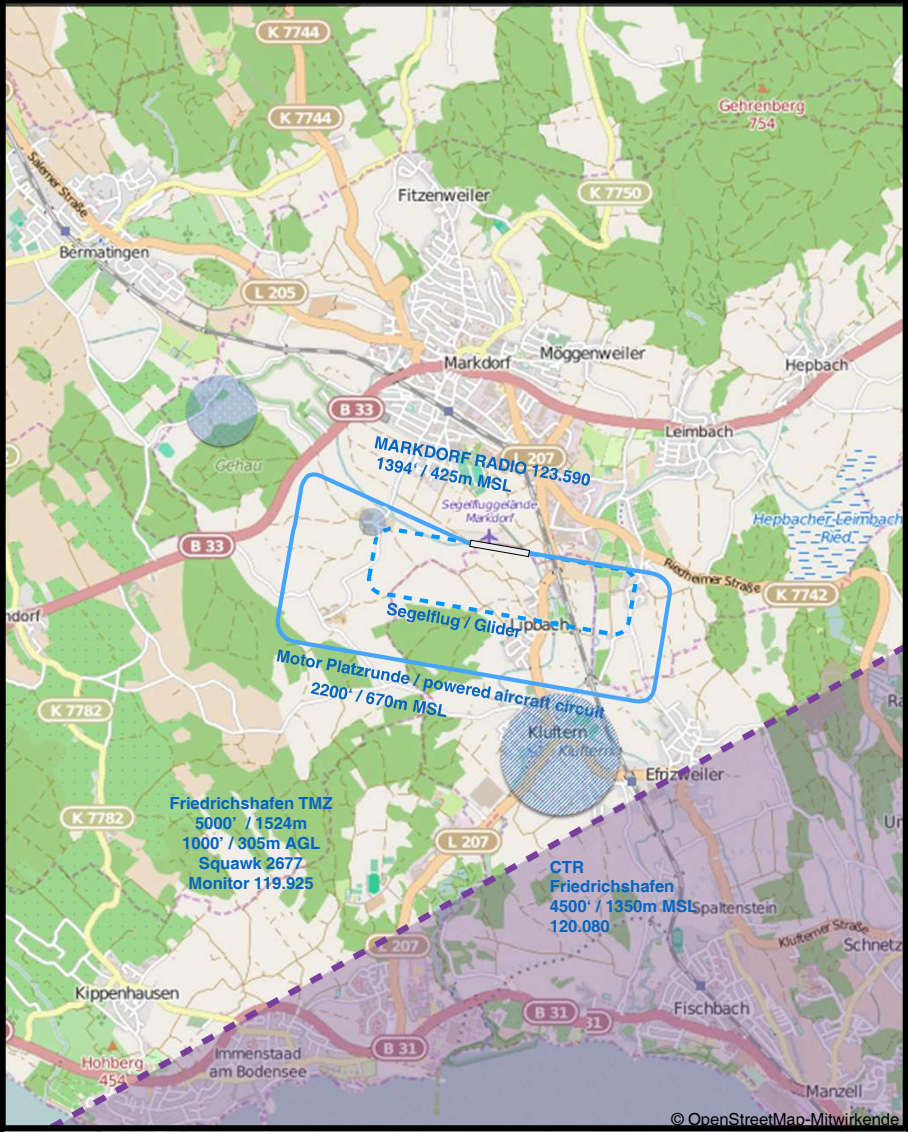 K 7744
Gehrenberg
754
K 7744
Salemer Straße
Fitzenweiler
K 7750
Bermatingen
L 205
Markdorf
Möggenweiler
Hepbach
B 33
Leimbach
MARKDORF RADIO 123.590
1394‘ / 425m MSL
L 207
Gehau
Segelfluggelände
Markdorf
Hepbacher-Leimbach
Ried
B 33
Riedheimer Straße
K 7742
ndorf
Segelflug / Glider
Lipbach
Motor Platzrunde / powered aircraft circuit
2200‘ / 670m MSL
K 7782
Ra
Kluftern
Kluftern
Efrizweiler
Friedrichshafen TMZ
5000’ / 1524m
1000’ / 305m AGL
Squawk 2677
Monitor 119.925
K 7782
Un
L 207
CTR
Friedrichshafen
4500‘ / 1350m MSL
120.080
Spaltenstein
Klufterner Straße
Schnetz
L 207
Kippenhausen
Fischbach
B 31
31
Hohberg
454
Immenstaad
am Bodensee
B 31
Manzell
© OpenStreetMap-Mitwirkende